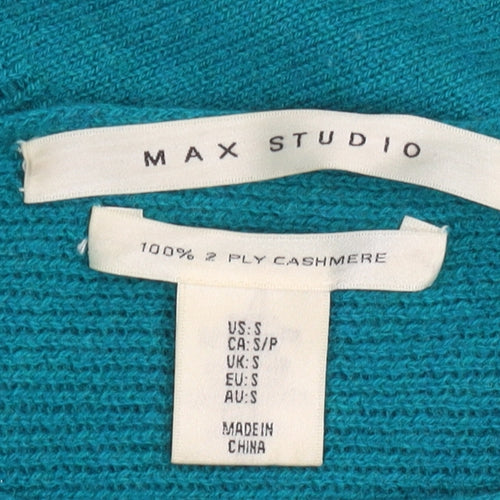 MAX STUDIO
100% 2 PLY CASHMERE
US: S
CA: S/P
UK: S
EU: S
AU: S
MADE IN
CHINA